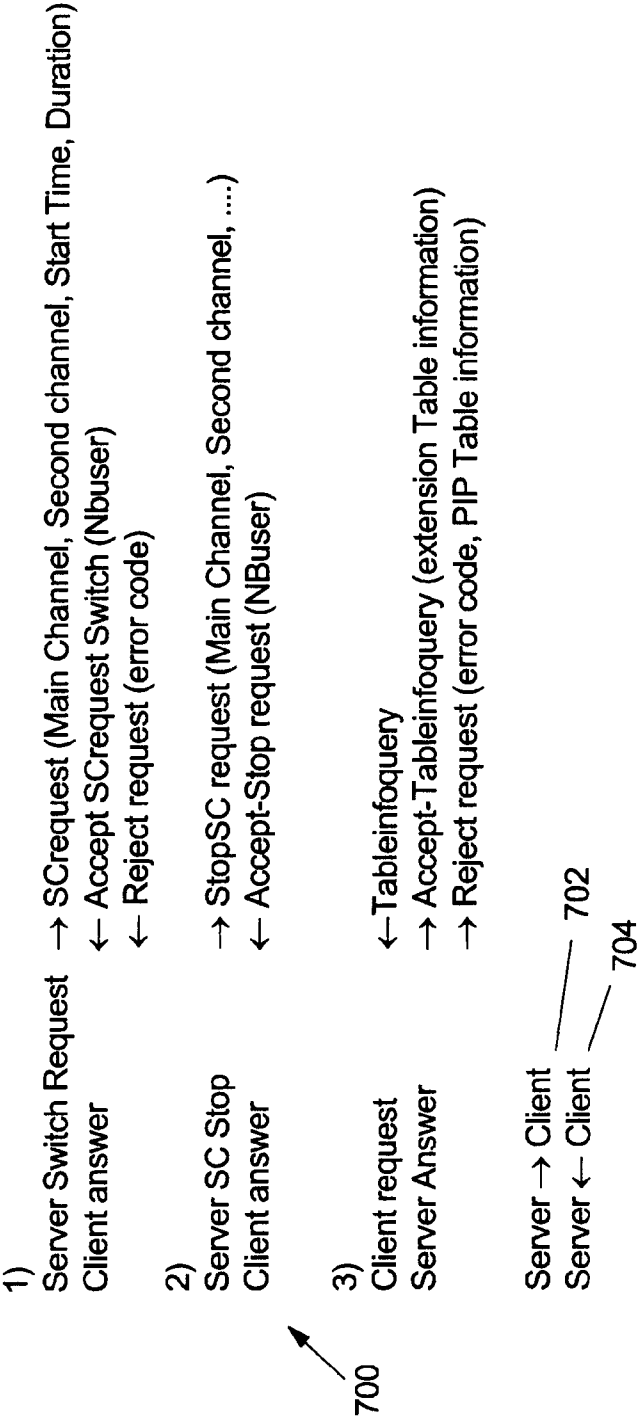 1)
Server Switch Request → SCrequest (Main Channel, Second channel, Start Time, Duration)
Client answer ← Accept SCrequest Switch (Nbuser)
← Reject request (error code)
2)
Server SC Stop → StopSC request (Main Channel, Second channel, ....)
Client answer ← Accept-Stop request (NBuser)
3)
Client request ←Tableinfoquery
Server Answer → Accept-Tableinfoquery (extension Table information)
→ Reject request (error code, PIP Table information)
Server → Client 702
Server ← Client 704
700